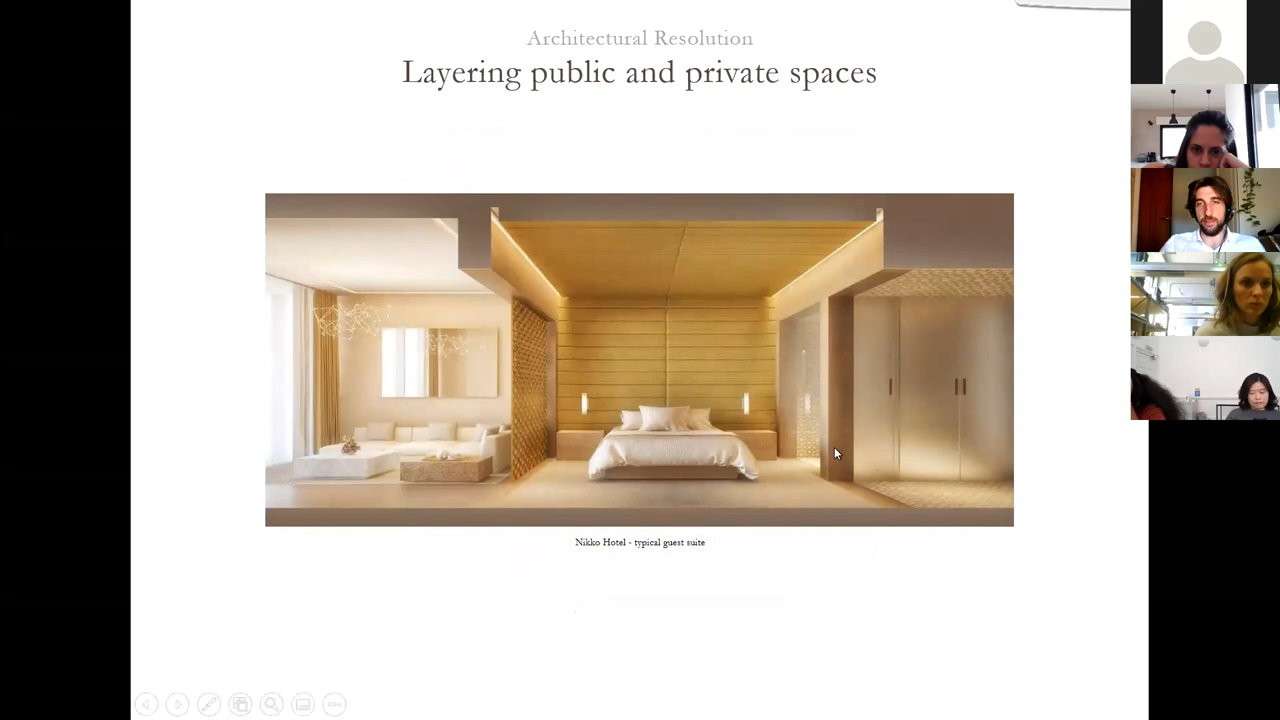 Architectural Resolution
Layering public and private spaces
Nikko Hotel - typical guest suite